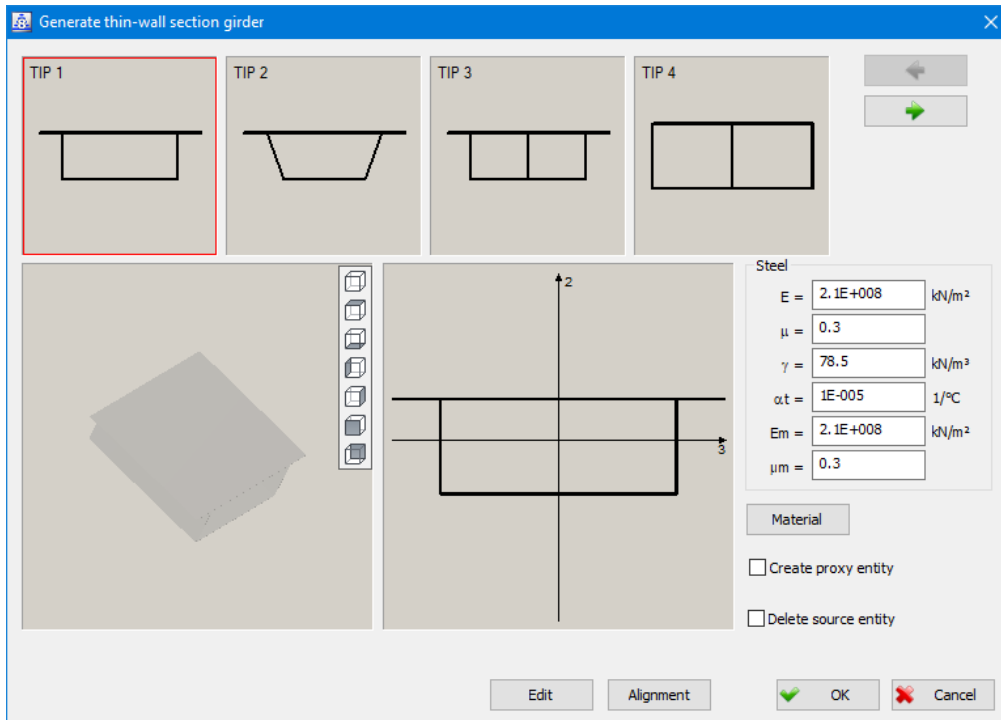 Generate thin-wall section girder
TIP 1
TIP 2
TIP 3
TIP 4
2
3
Steel
E = 2.1E+008 kN/m²
μ = 0.3
γ = 78.5 kN/m³
αt = 1E-005 1/°C
Em = 2.1E+008 kN/m²
μm = 0.3
Material
Create proxy entity
Delete source entity
Edit
Alignment
OK
Cancel